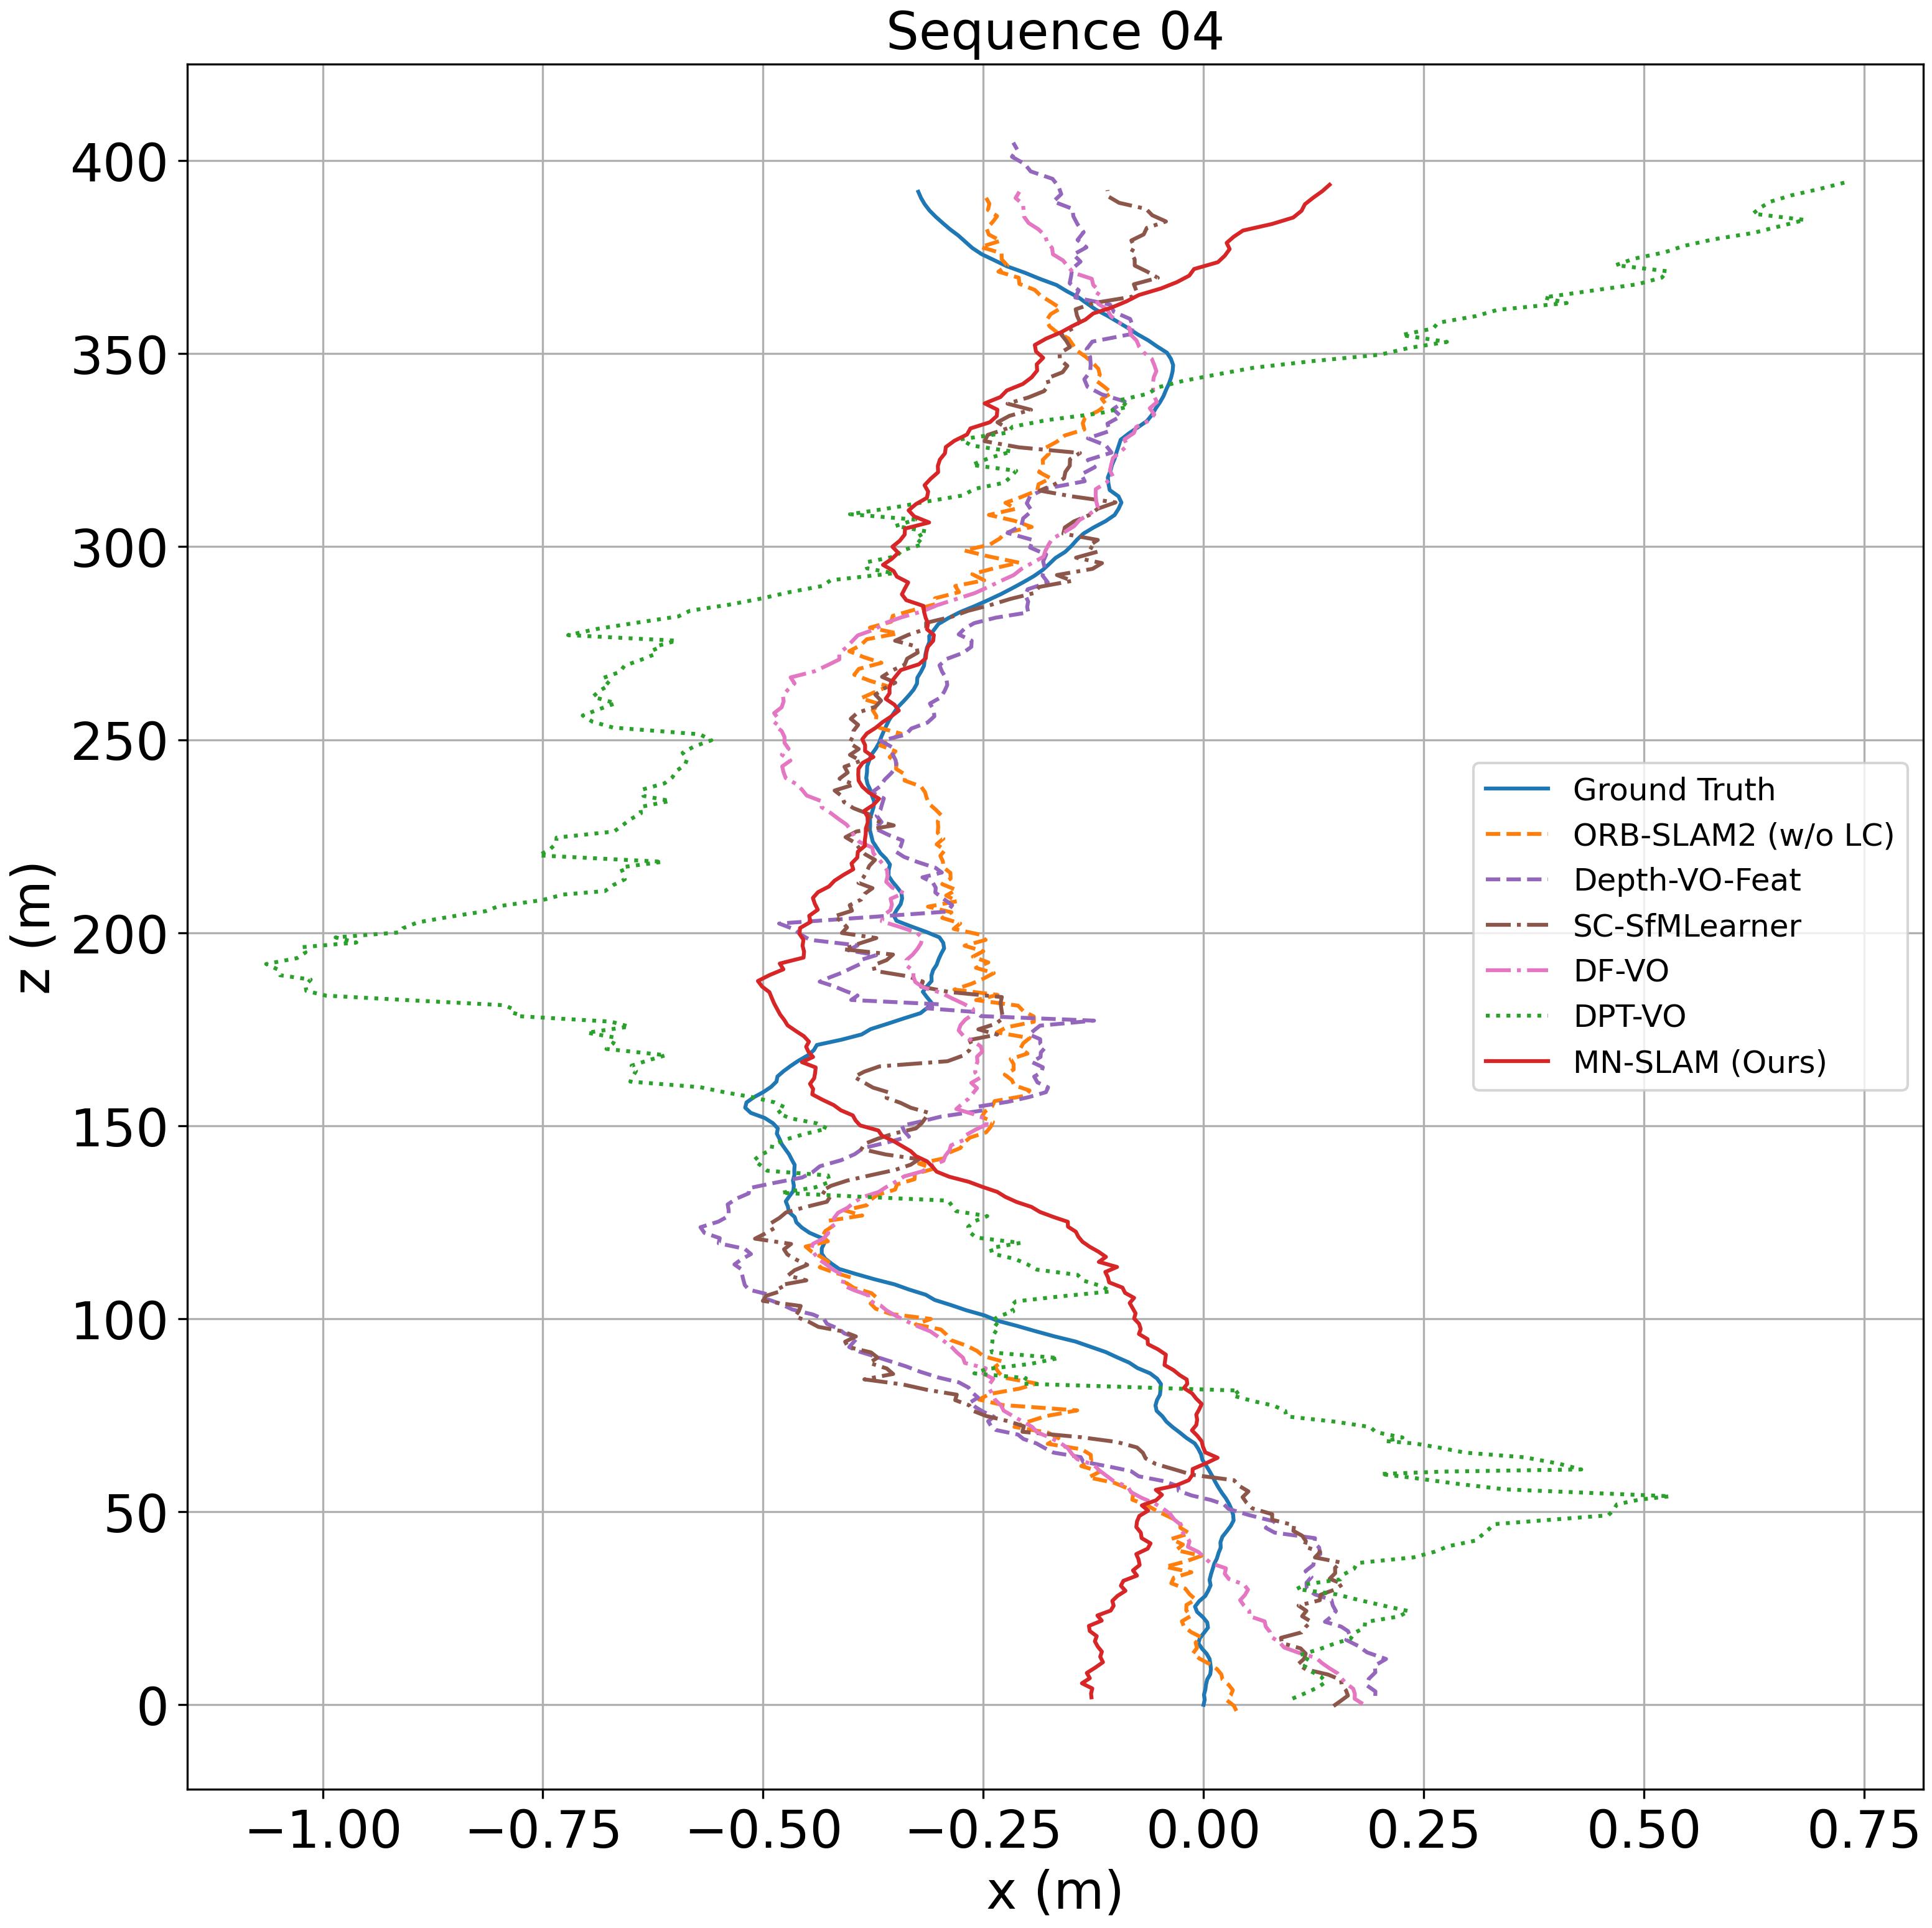 Sequence 04
400
350
300
250
200
150
100
50
0
z (m)
Ground Truth
ORB-SLAM2 (w/o LC)
Depth-VO-Feat
SC-SfMLearner
DF-VO
DPT-VO
MN-SLAM (Ours)
−1.00 −0.75 −0.50 −0.25 0.00 0.25 0.50 0.75
x (m)